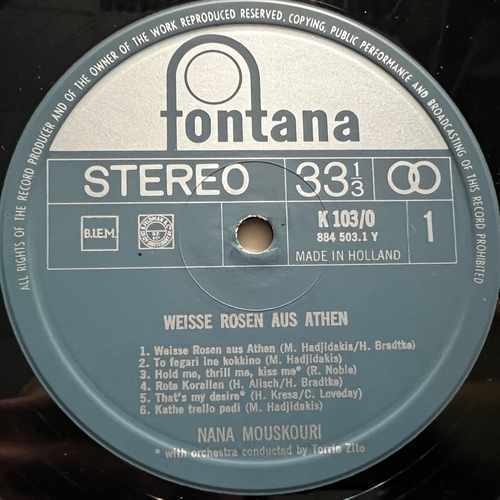 ALL RIGHTS OF THE RECORD PRODUCER AND OF THE OWNER OF THE WORK REPRODUCED RESERVED, COPYING, PUBLIC PERFORMANCE AND BROADCASTING OF THIS RECORD PROHIBITED
fontana
STEREO 33 1/3
K 103/0
884 503.1 Y
1
B.I.E.M.
MADE IN HOLLAND
WEISSE ROSEN AUS ATHEN
1. Weisse Rosen aus Athen (M. Hadjidakis/H. Bradtke)
2. To fegari ine kokkino (M. Hadjidakis)
3. Hold me, thrill me, kiss me* (R. Noble)
4. Rote Korallen (H. Alisch/H. Bradtke)
5. That's my desire* (H. Kresa/C. Loveday)
6. Kathe trello pedi (M. Hadjidakis)
NANA MOUSKOURI
* with orchestra conducted by Torrie Zito